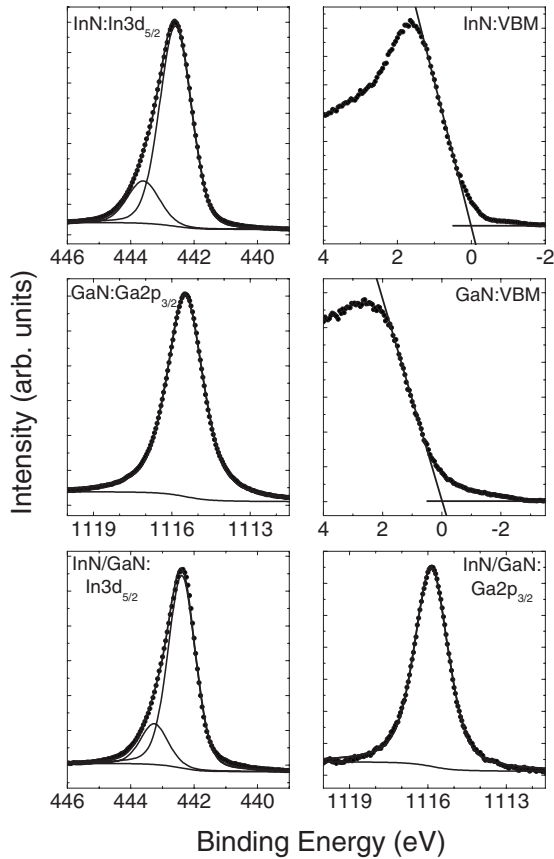 InN:In3d5/2
InN:VBM
446 444 442 440
4 2 0 -2
GaN:Ga2p3/2
GaN:VBM
1119 1116 1113
4 2 0 -2
InN/GaN:
In3d5/2
InN/GaN:
Ga2p3/2
446 444 442 440
1119 1116 1113
Intensity (arb. units)
Binding Energy (eV)